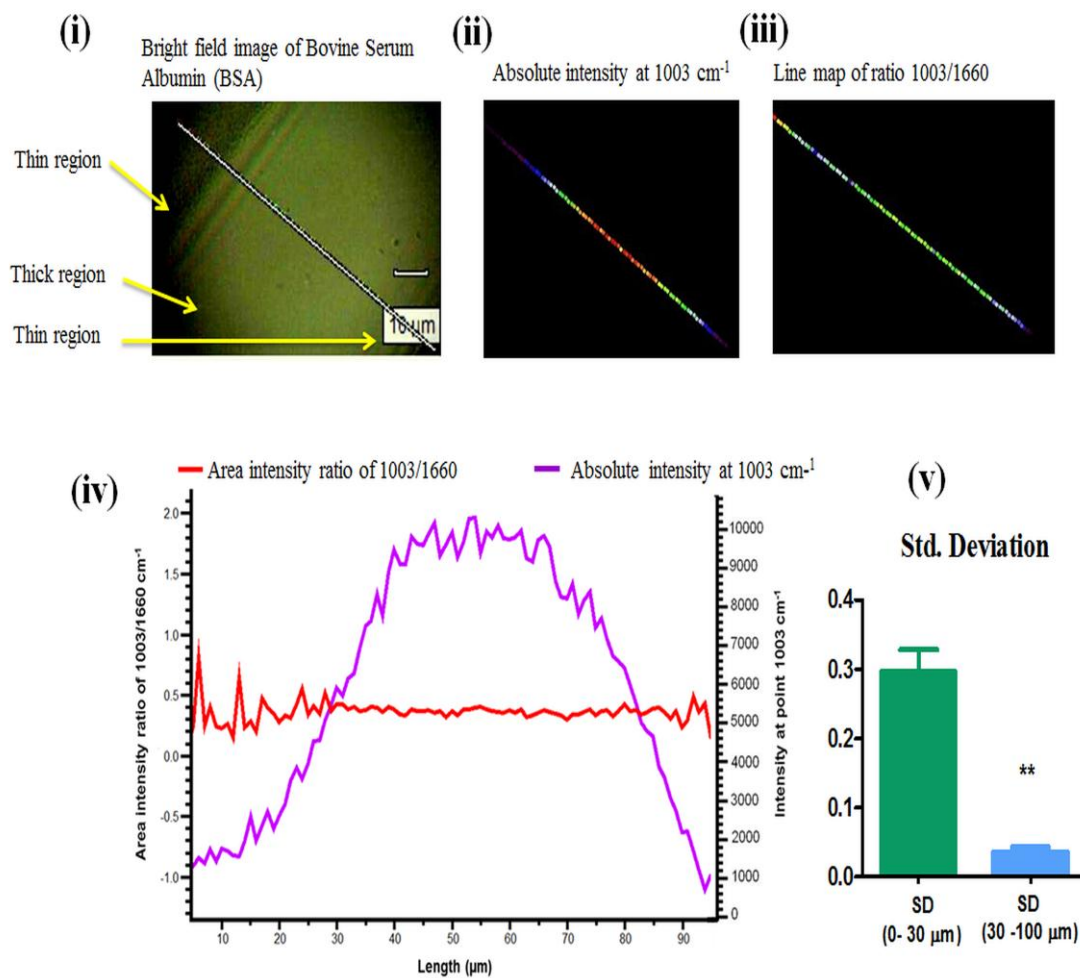 (i)
Bright field image of Bovine Serum
Albumin (BSA)
Thin region
Thick region
Thin region
10 µm
(ii)
Absolute intensity at 1003 cm-1
(iii)
Line map of ratio 1003/1660
(iv)
Area intensity ratio of 1003/1660
Absolute intensity at 1003 cm-1
Area intensity ratio of 1003/1660 cm-1
2.0
1.5
1.0
0.5
0.0
-0.5
-1.0
10 20 30 40 50 60 70 80 90
Length (µm)
10000
9000
8000
7000
6000
5000
4000
3000
2000
1000
0
Intensity at point 1003 cm-1
(v)
Std. Deviation
0.4
0.3
0.2
0.1
0.0
**
SD
(0- 30 µm)
SD
(30 -100 µm)